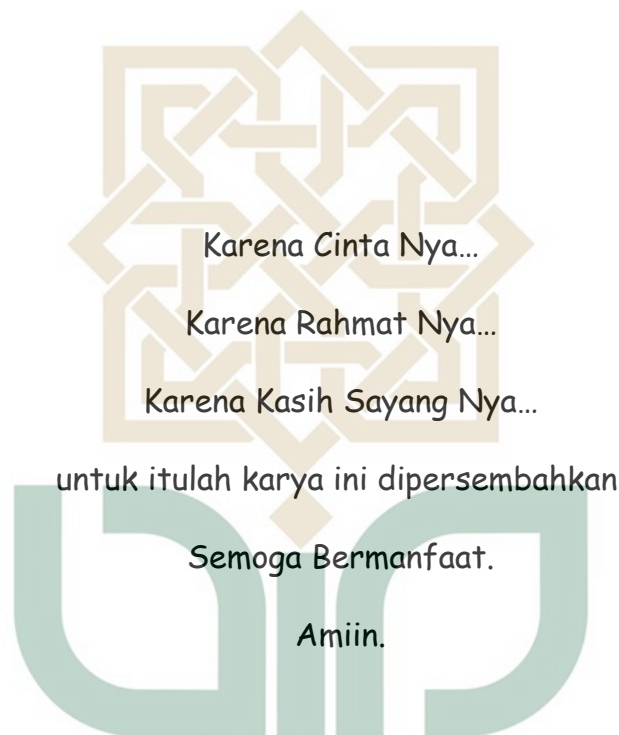 Karena Cinta Nya...
Karena Rahmat Nya...
Karena Kasih Sayang Nya...
untuk itulah karya ini dipersembahkan
Semoga Bermanfaat.
Amiin.